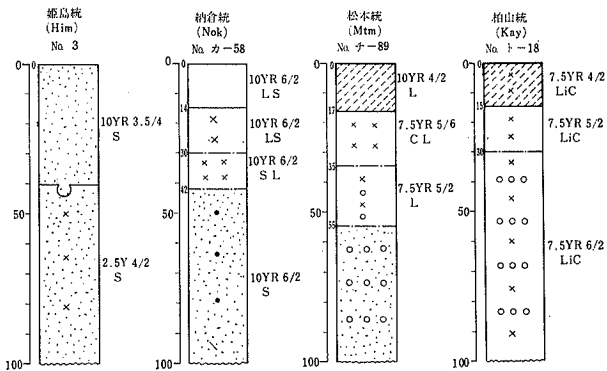 姫島統
(Him)
No. 3
0
50
100
10YR 3.5/4
S
2.5Y 4/2
S
納倉統
(Nok)
No. カ-58
0
14
30
42
50
100
10YR 6/2
LS
10YR 6/2
LS
10YR 6/2
SL
10YR 6/2
S
松本統
(Mtm)
No. チ-89
0
35
50
55
100
10YR 4/2
L
7.5YR 5/6
CL
7.5YR 5/2
L
柏山統
(Kay)
No. ト-18
0
15
30
50
100
7.5YR 4/2
LiC
7.5YR 5/2
LiC
7.5YR 6/2
LiC